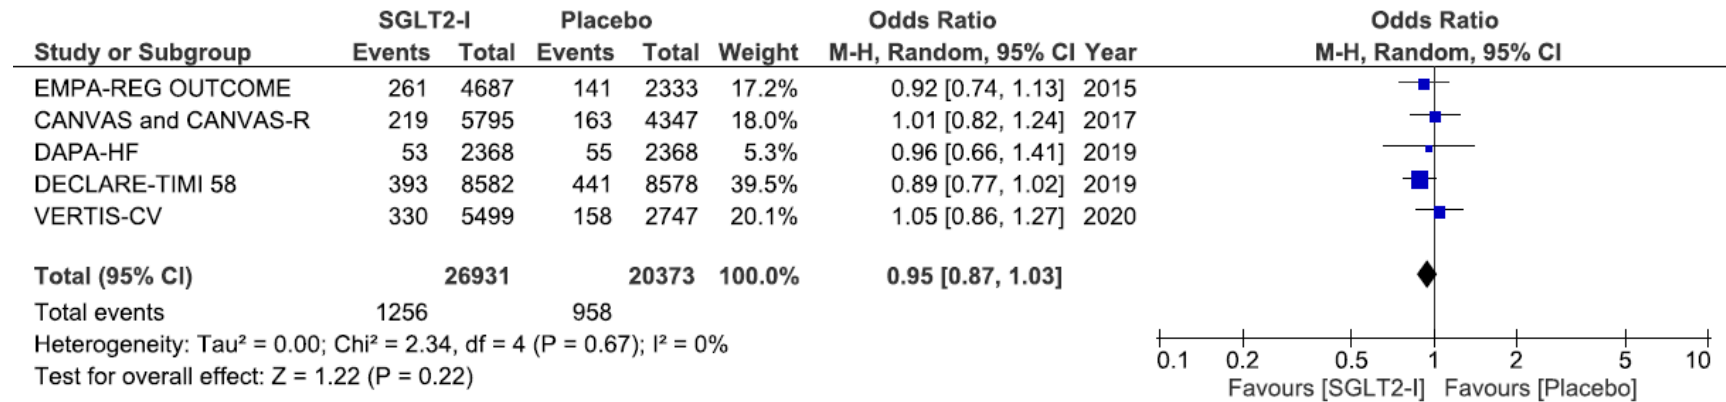 SGLT2-I Placebo Odds Ratio Odds Ratio
Study or Subgroup Events Total Events Total Weight M-H, Random, 95% CI Year M-H, Random, 95% CI
EMPA-REG OUTCOME 261 4687 141 2333 17.2% 0.92 [0.74, 1.13] 2015
CANVAS and CANVAS-R 219 5795 163 4347 18.0% 1.01 [0.82, 1.24] 2017
DAPA-HF 53 2368 55 2368 5.3% 0.96 [0.66, 1.41] 2019
DECLARE-TIMI 58 393 8582 441 8578 39.5% 0.89 [0.77, 1.02] 2019
VERTIS-CV 330 5499 158 2747 20.1% 1.05 [0.86, 1.27] 2020
Total (95% CI) 26931 20373 100.0% 0.95 [0.87, 1.03]
Total events 1256 958
Heterogeneity: Tau² = 0.00; Chi² = 2.34, df = 4 (P = 0.67); I² = 0%
Test for overall effect: Z = 1.22 (P = 0.22)
0.1 0.2 0.5 1 2 5 10
Favours [SGLT2-I] Favours [Placebo]